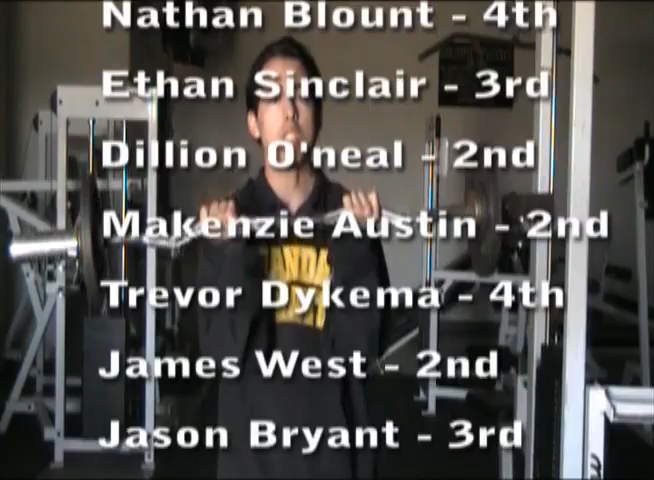 Nathan Blount - 4th
Ethan Sinclair - 3rd
Dillion O'neal - 2nd
Makenzie Austin - 2nd
Trevor Dykema - 4th
James West - 2nd
Jason Bryant - 3rd